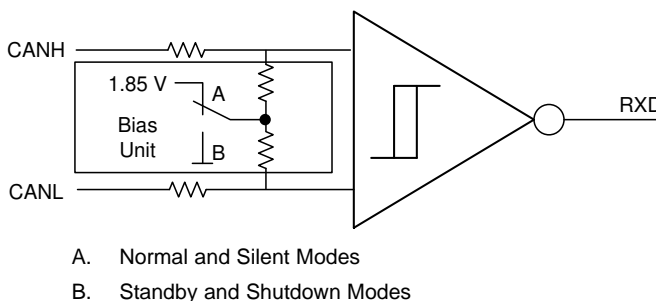 CANH
1.85 V
A
RXD
Bias
Unit
B
CANL
A. Normal and Silent Modes
B. Standby and Shutdown Modes